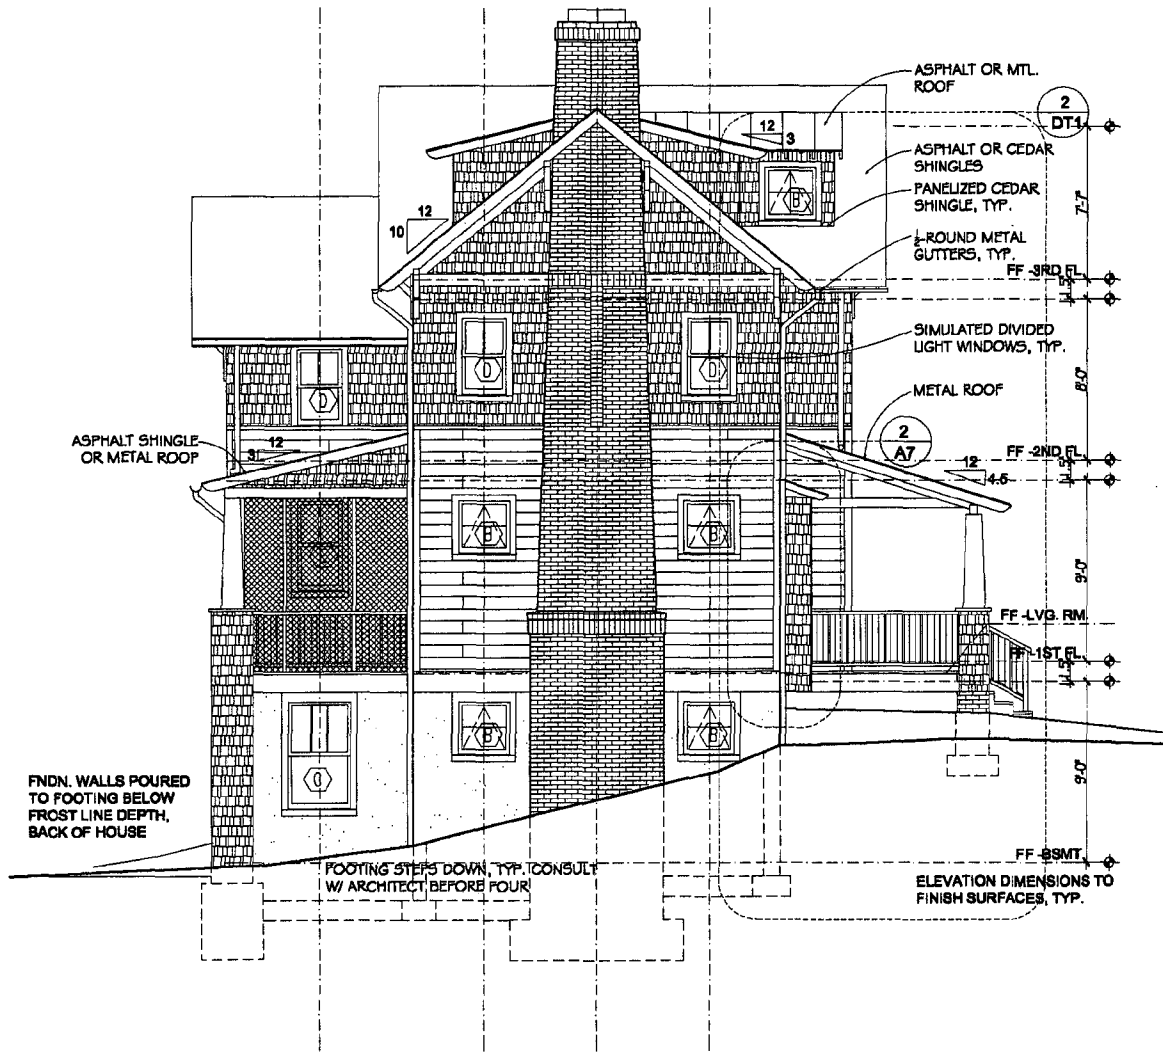 ASPHALT OR MTL.
ROOF
2
DT1
12
3
ASPHALT OR CEDAR
SHINGLES
PANELIZED CEDAR
SHINGLE, TYP.
B
7'-7"
12
10
½-ROUND METAL
GUTTERS, TYP.
FF -3RD FL.
SIMULATED DIVIDED
LIGHT WINDOWS, TYP.
D
D
D
8'-0"
METAL ROOF
2
A7
ASPHALT SHINGLE
OR METAL ROOF
12
3
FF -2ND FL.
12
4.5
B
B
9'-0"
FF -LVG. RM.
FF -1ST FL.
B
B
C
9'-0"
FNDN. WALLS POURED
TO FOOTING BELOW
FROST LINE DEPTH,
BACK OF HOUSE
FOOTING STEPS DOWN, TYP. CONSULT
W/ ARCHITECT BEFORE POUR
FF -BSMT.
ELEVATION DIMENSIONS TO
FINISH SURFACES, TYP.